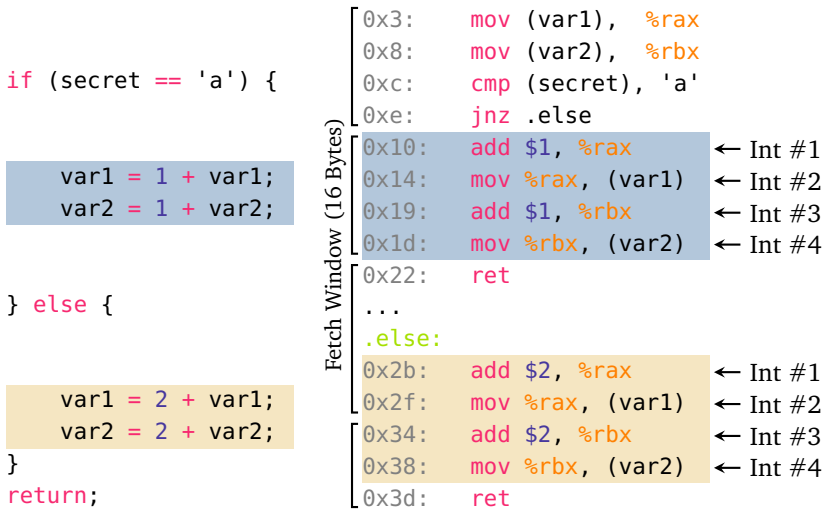 if (secret == 'a') {
var1 = 1 + var1;
var2 = 1 + var2;
} else {
var1 = 2 + var1;
var2 = 2 + var2;
}
return;
Fetch Window (16 Bytes)
0x3: mov (var1), %rax
0x8: mov (var2), %rbx
0xc: cmp (secret), 'a'
0xe: jnz .else
0x10: add $1, %rax ← Int #1
0x14: mov %rax, (var1) ← Int #2
0x19: add $1, %rbx ← Int #3
0x1d: mov %rbx, (var2) ← Int #4
0x22: ret
...
.else:
0x2b: add $2, %rax ← Int #1
0x2f: mov %rax, (var1) ← Int #2
0x34: add $2, %rbx ← Int #3
0x38: mov %rbx, (var2) ← Int #4
0x3d: ret